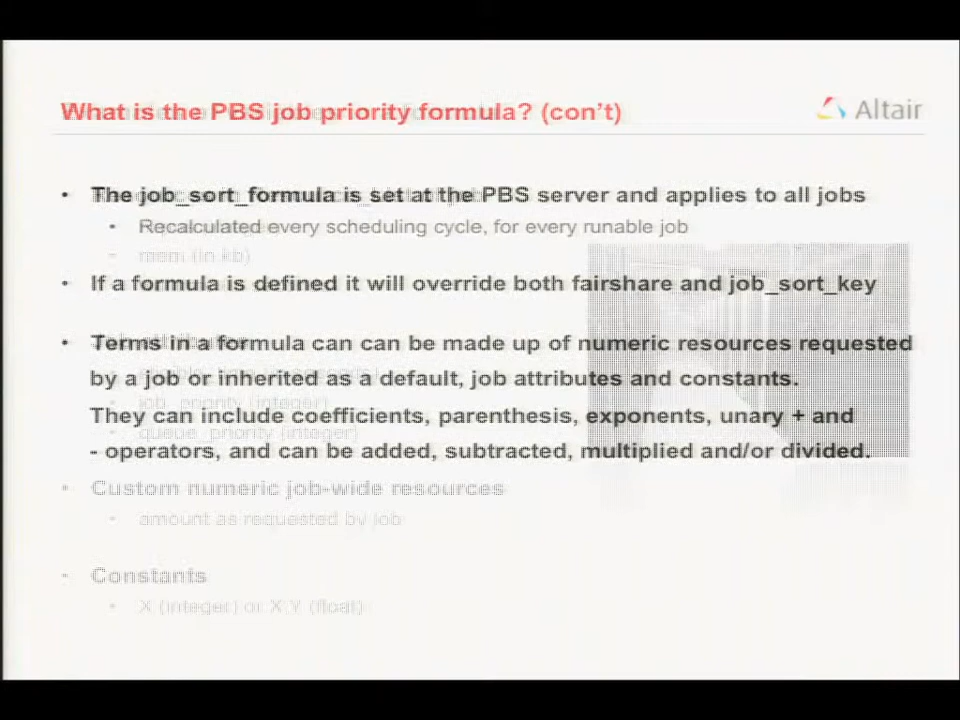 What is the PBS job priority formula? (con't)
Altair
• The job_sort_formula is set at the PBS server and applies to all jobs
• Recalculated every scheduling cycle, for every runable job
- mem (in kb)
• If a formula is defined it will override both fairshare and job_sort_key
• Terms in a formula can can be made up of numeric resources requested
by a job or inherited as a default, job attributes and constants.
• job_priority (integer)
They can include coefficients, parenthesis, exponents, unary + and
• queue_priority (integer)
- operators, and can be added, subtracted, multiplied and/or divided.
• Custom numeric job-wide resources
• amount as requested by job
• Constants
• X (integer) or X.Y (float)